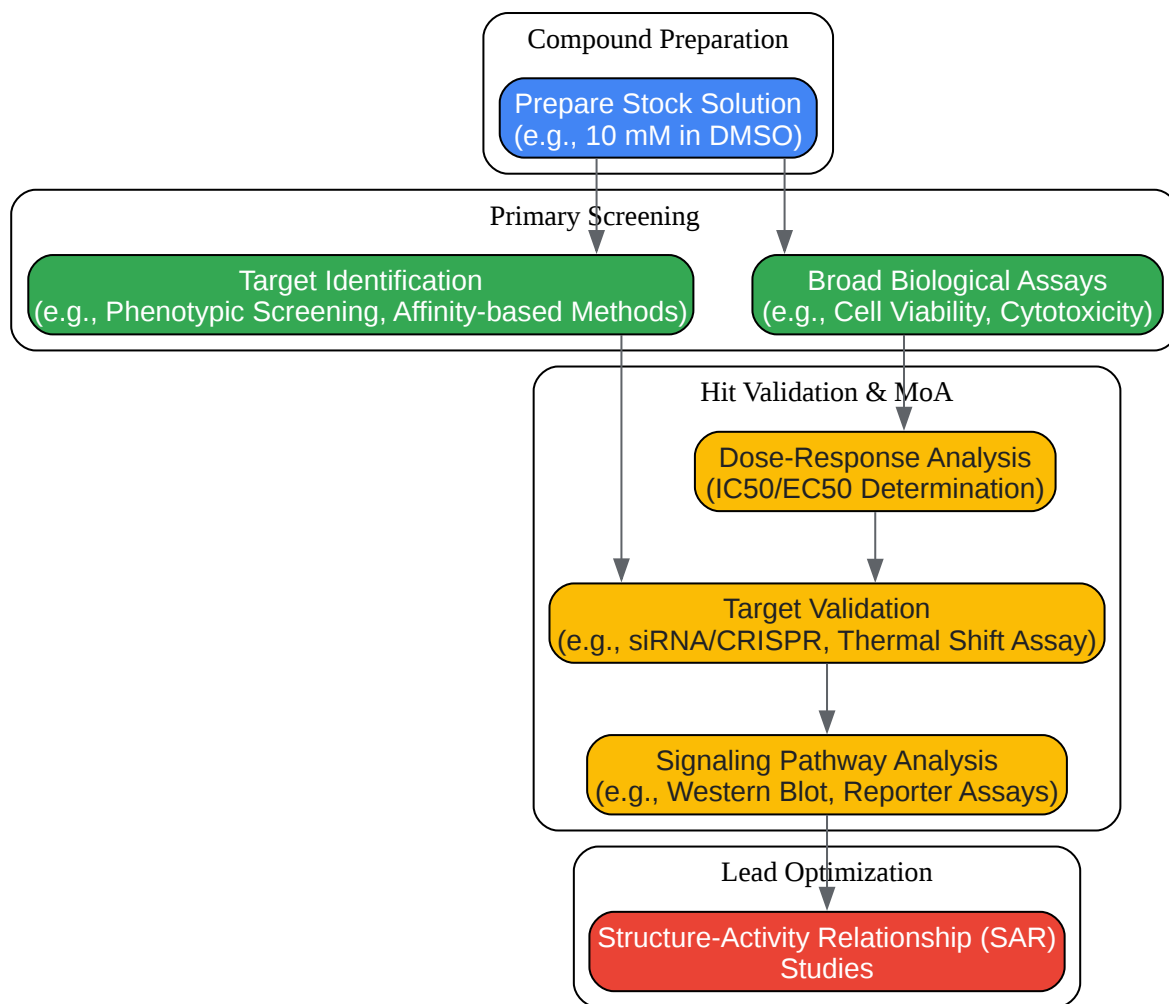 Compound Preparation
Prepare Stock Solution
(e.g., 10 mM in DMSO)
Primary Screening
Target Identification
(e.g., Phenotypic Screening, Affinity-based Methods)
Broad Biological Assays
(e.g., Cell Viability, Cytotoxicity)
Hit Validation & MoA
Dose-Response Analysis
(IC50/EC50 Determination)
Target Validation
(e.g., siRNA/CRISPR, Thermal Shift Assay)
Signaling Pathway Analysis
(e.g., Western Blot, Reporter Assays)
Lead Optimization
Structure-Activity Relationship (SAR)
Studies